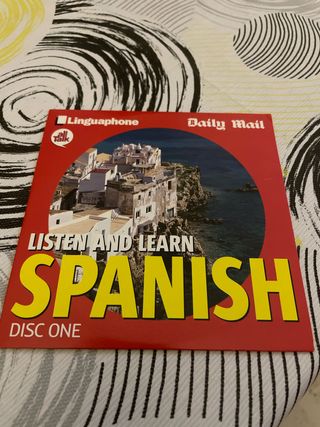 Linguaphone
Daily Mail
all
talk
LISTEN AND LEARN
SPANISH
DISC ONE